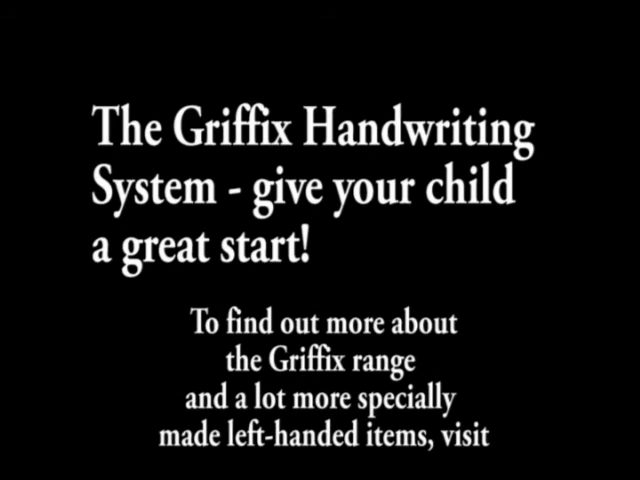 The Griffix Handwriting
System - give your child
a great start!
To find out more about
the Griffix range
and a lot more specially
made left-handed items, visit